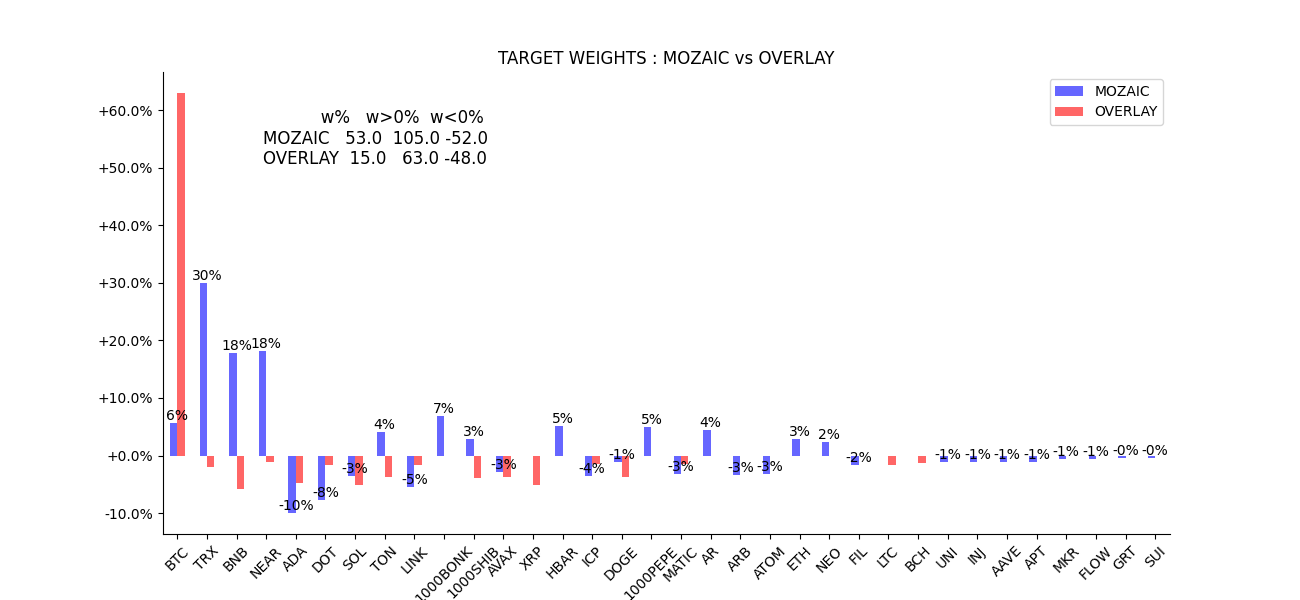 TARGET WEIGHTS : MOZAIC vs OVERLAY
MOZAIC
OVERLAY
w% w>0% w<0%
MOZAIC 53.0 105.0 -52.0
OVERLAY 15.0 63.0 -48.0
+60.0%
+50.0%
+40.0%
+30.0%
+20.0%
+10.0%
+0.0%
-10.0%
6%
30%
18%
18%
-10%
-8%
-3%
4%
-5%
7%
3%
-3%
5%
-4%
-1%
5%
-3%
4%
-3%
-3%
3%
2%
-2%
-1%
-1%
-1%
-1%
-1%
-1%
-0%
-0%
BTC
TRX
BNB
NEAR
ADA
DOT
SOL
TON
LINK
1000BONK
1000SHIB
AVAX
XRP
HBAR
ICP
DOGE
1000PEPE
MATIC
AR
ARB
ATOM
ETH
NEO
FIL
LTC
BCH
UNI
INJ
AAVE
APT
MKR
FLOW
GRT
SUI